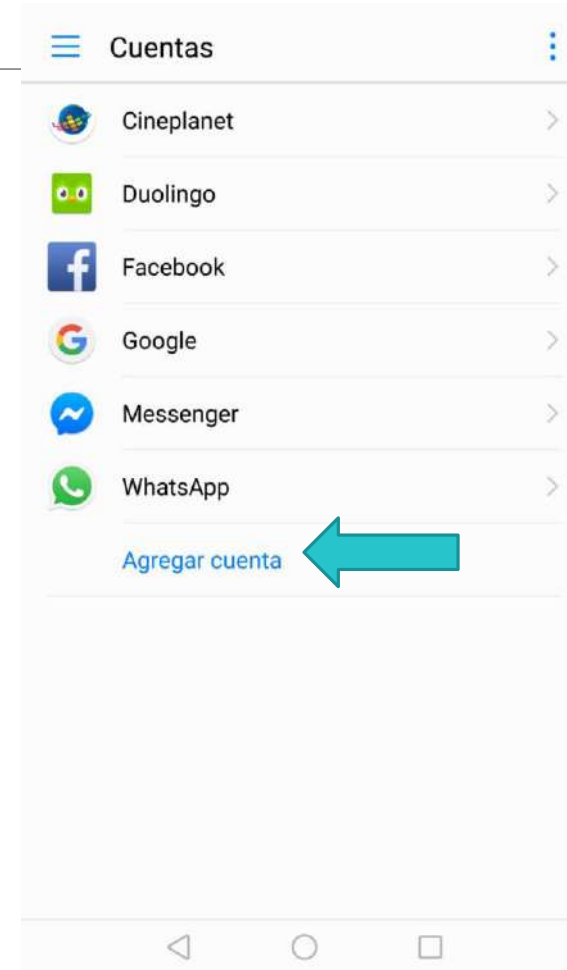 Cuentas
Cineplanet
Duolingo
Facebook
Google
Messenger
WhatsApp
Agregar cuenta